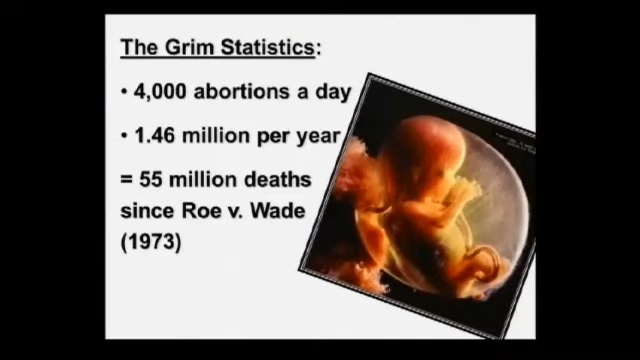 The Grim Statistics:
• 4,000 abortions a day
• 1.46 million per year
= 55 million deaths
since Roe v. Wade
(1973)